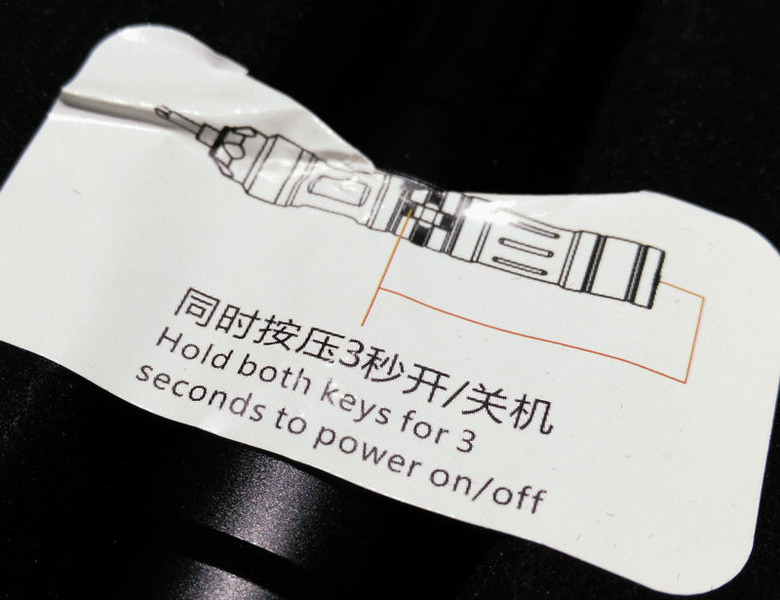 同时按压3秒开/关机
Hold both keys for 3
seconds to power on/off